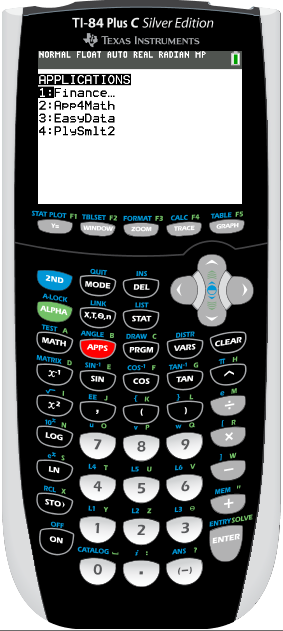 TI-84 Plus C Silver Edition
TEXAS INSTRUMENTS
NORMAL FLOAT AUTO REAL RADIAN MP
APPLICATIONS
1:Finance…
2:App4Math
3:EasyData
4:PlySmlt2
STAT PLOT F1 TBLSET F2 FORMAT F3 CALC F4 TABLE F5
Y= WINDOW ZOOM TRACE GRAPH
QUIT INS
2ND MODE DEL
A-LOCK LINK LIST
ALPHA X,T,θ,n STAT
TEST A ANGLE B DRAW C DISTR
MATH APPS PRGM VARS CLEAR
MATRIX D SIN⁻¹ E COS⁻¹ F TAN⁻¹ G π H
x⁻¹ SIN COS TAN ^
√ I EE J { K } L e M
x² , ( ) ÷
10ˣ N u O v P w Q [ R
LOG 7 8 9 ×
eˣ S L4 T L5 U L6 V ] W
LN 4 5 6 −
RCL X L1 Y L2 Z L3 θ MEM "
STO› 1 2 3 +
OFF CATALOG ⎵ i : ANS ? ENTRY SOLVE
ON 0 . (−) ENTER